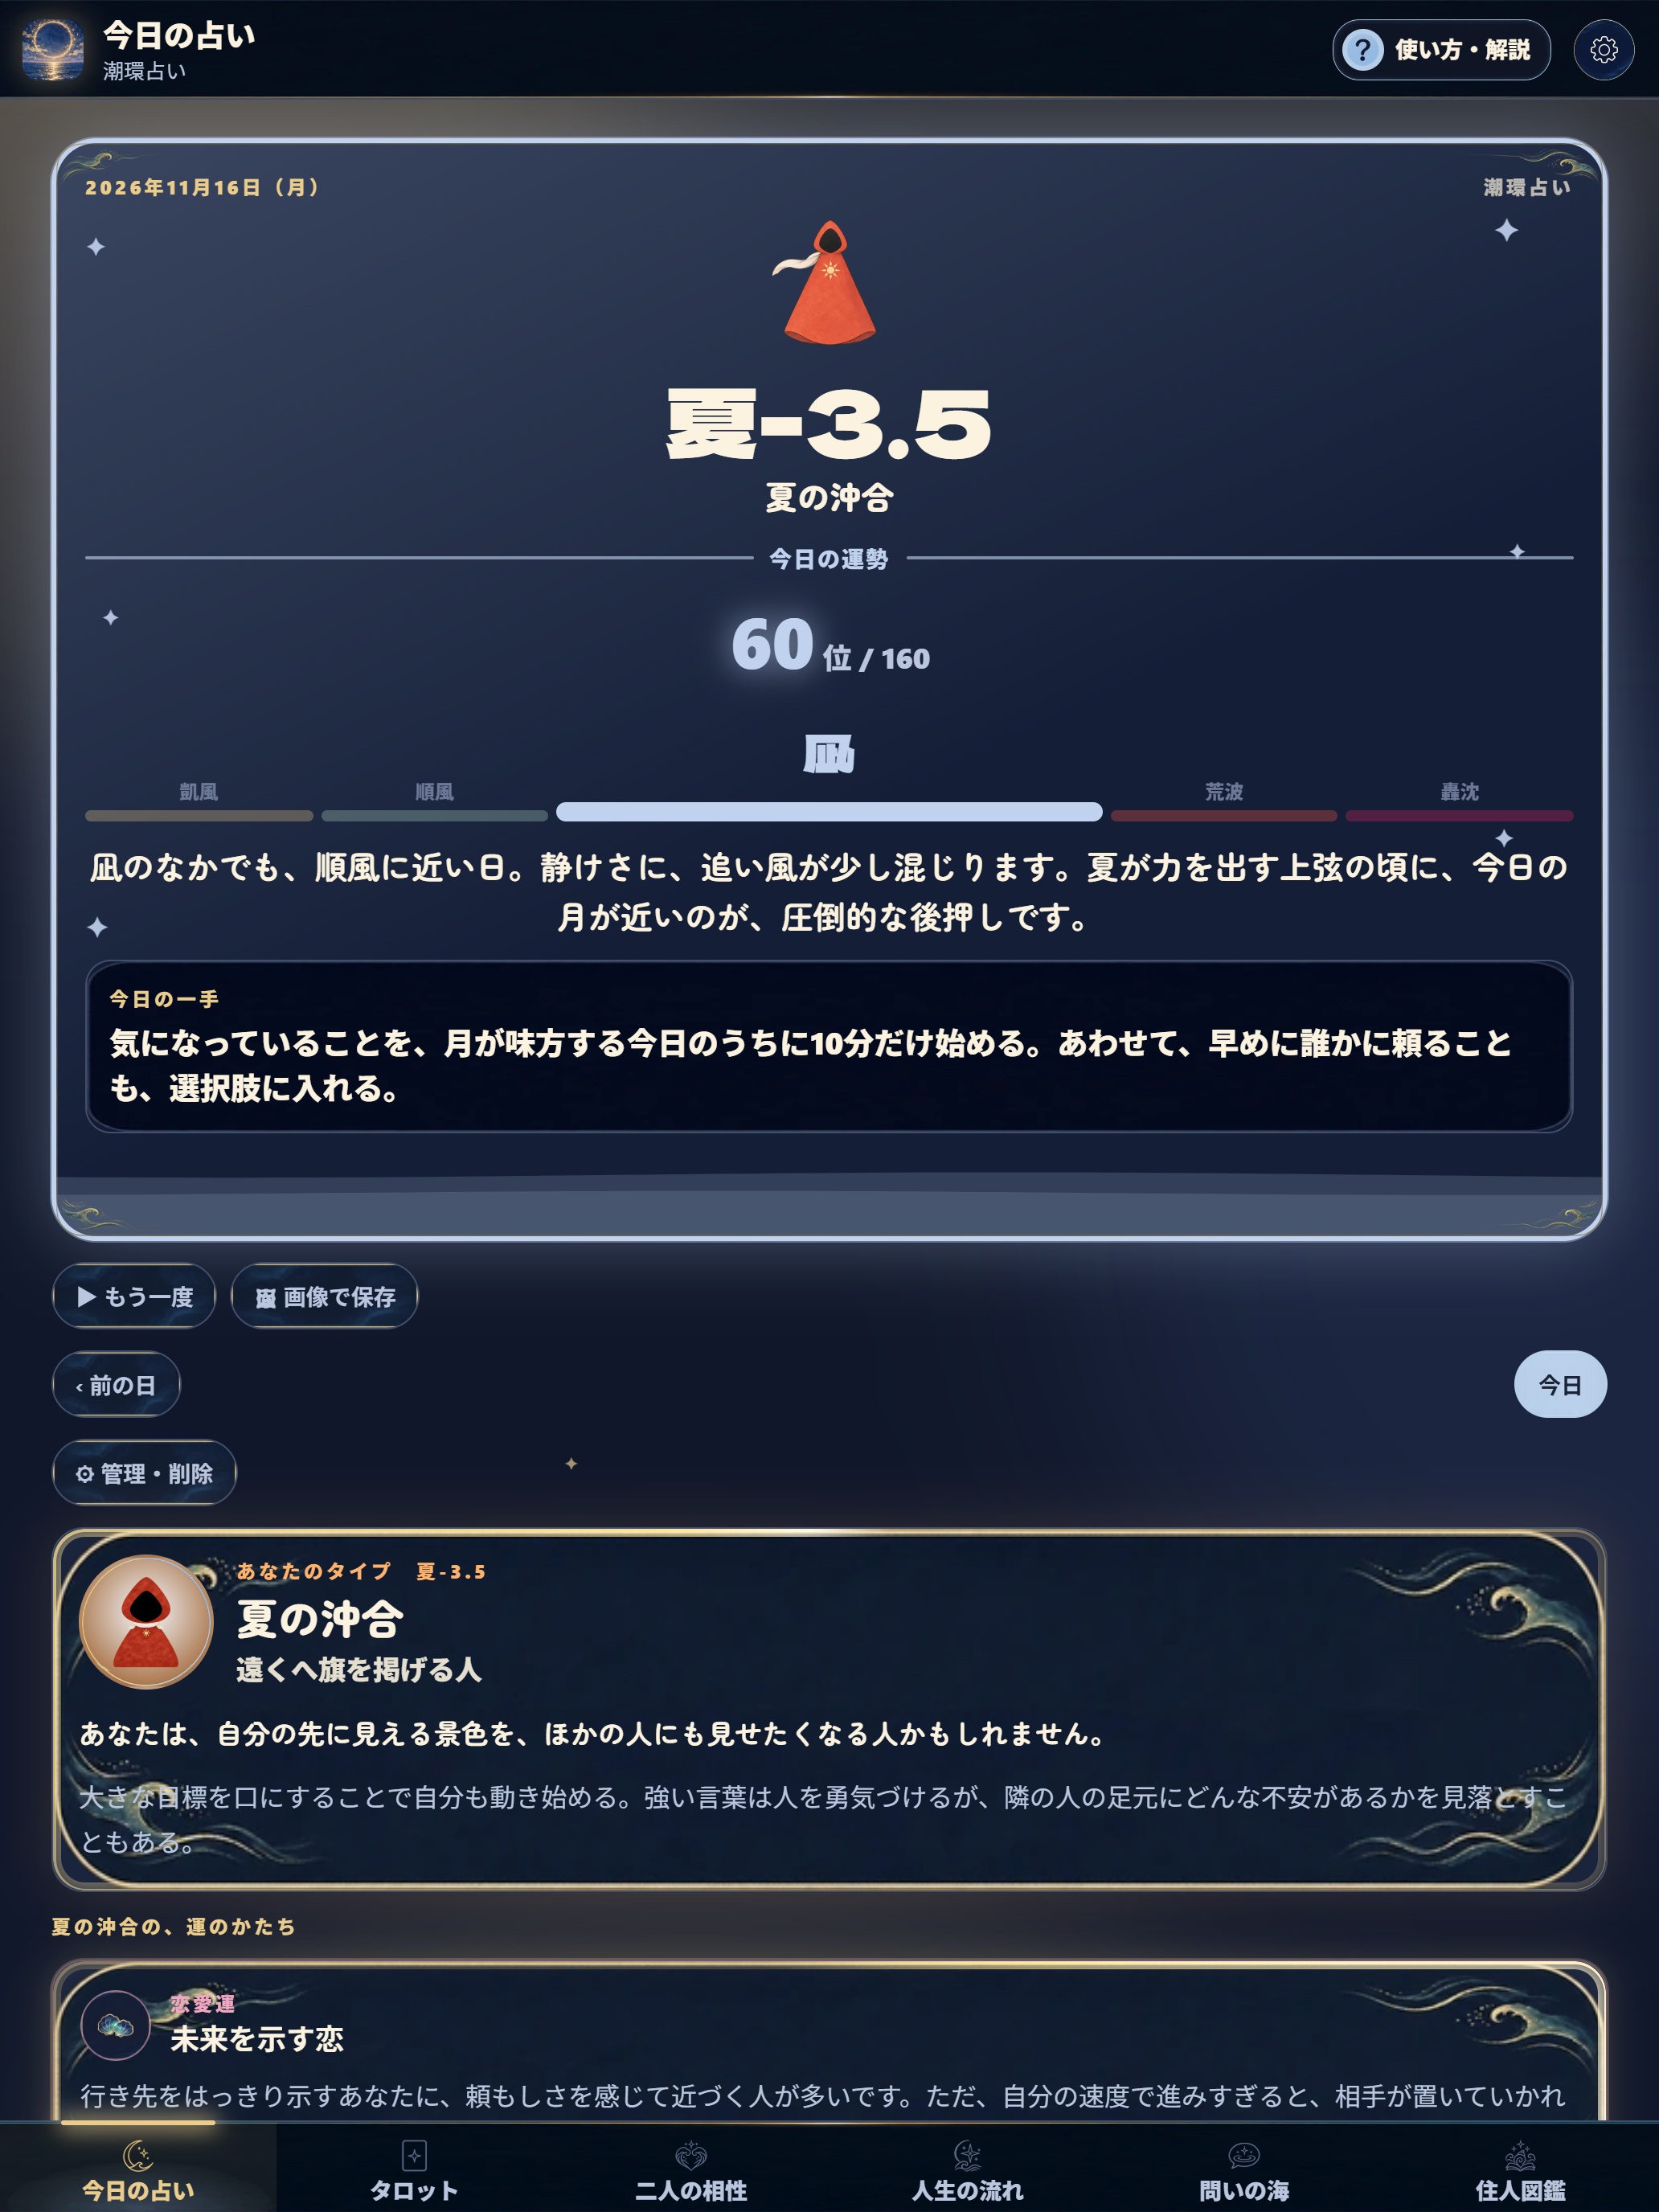 今日の占い
潮環占い
? 使い方・解説
2026年11月16日（月）
潮環占い
夏-3.5
夏の沖合
今日の運勢
60位 / 160
凪
凱風
順風
荒波
轟沈
凪のなかでも、順風に近い日。静けさに、追い風が少し混じります。夏が力を出す上弦の頃に、今日の
月が近いのが、圧倒的な後押しです。
今日の一手
気になっていることを、月が味方する今日のうちに10分だけ始める。あわせて、早めに誰かに頼ること
も、選択肢に入れる。
▶ もう一度
画像で保存
‹ 前の日
今日
⚙ 管理・削除
あなたのタイプ 夏-3.5
夏の沖合
遠くへ旗を掲げる人
あなたは、自分の先に見える景色を、ほかの人にも見せたくなる人かもしれません。
大きな目標を口にすることで自分も動き始める。強い言葉は人を勇気づけるが、隣の人の足元にどんな不安があるかを見落とすこ
ともある。
夏の沖合の、運のかたち
恋愛運
未来を示す恋
行き先をはっきり示すあなたに、頼もしさを感じて近づく人が多いです。ただ、自分の速度で進みすぎると、相手が置いていかれ
今日の占い
タロット
二人の相性
人生の流れ
問いの海
住人図鑑